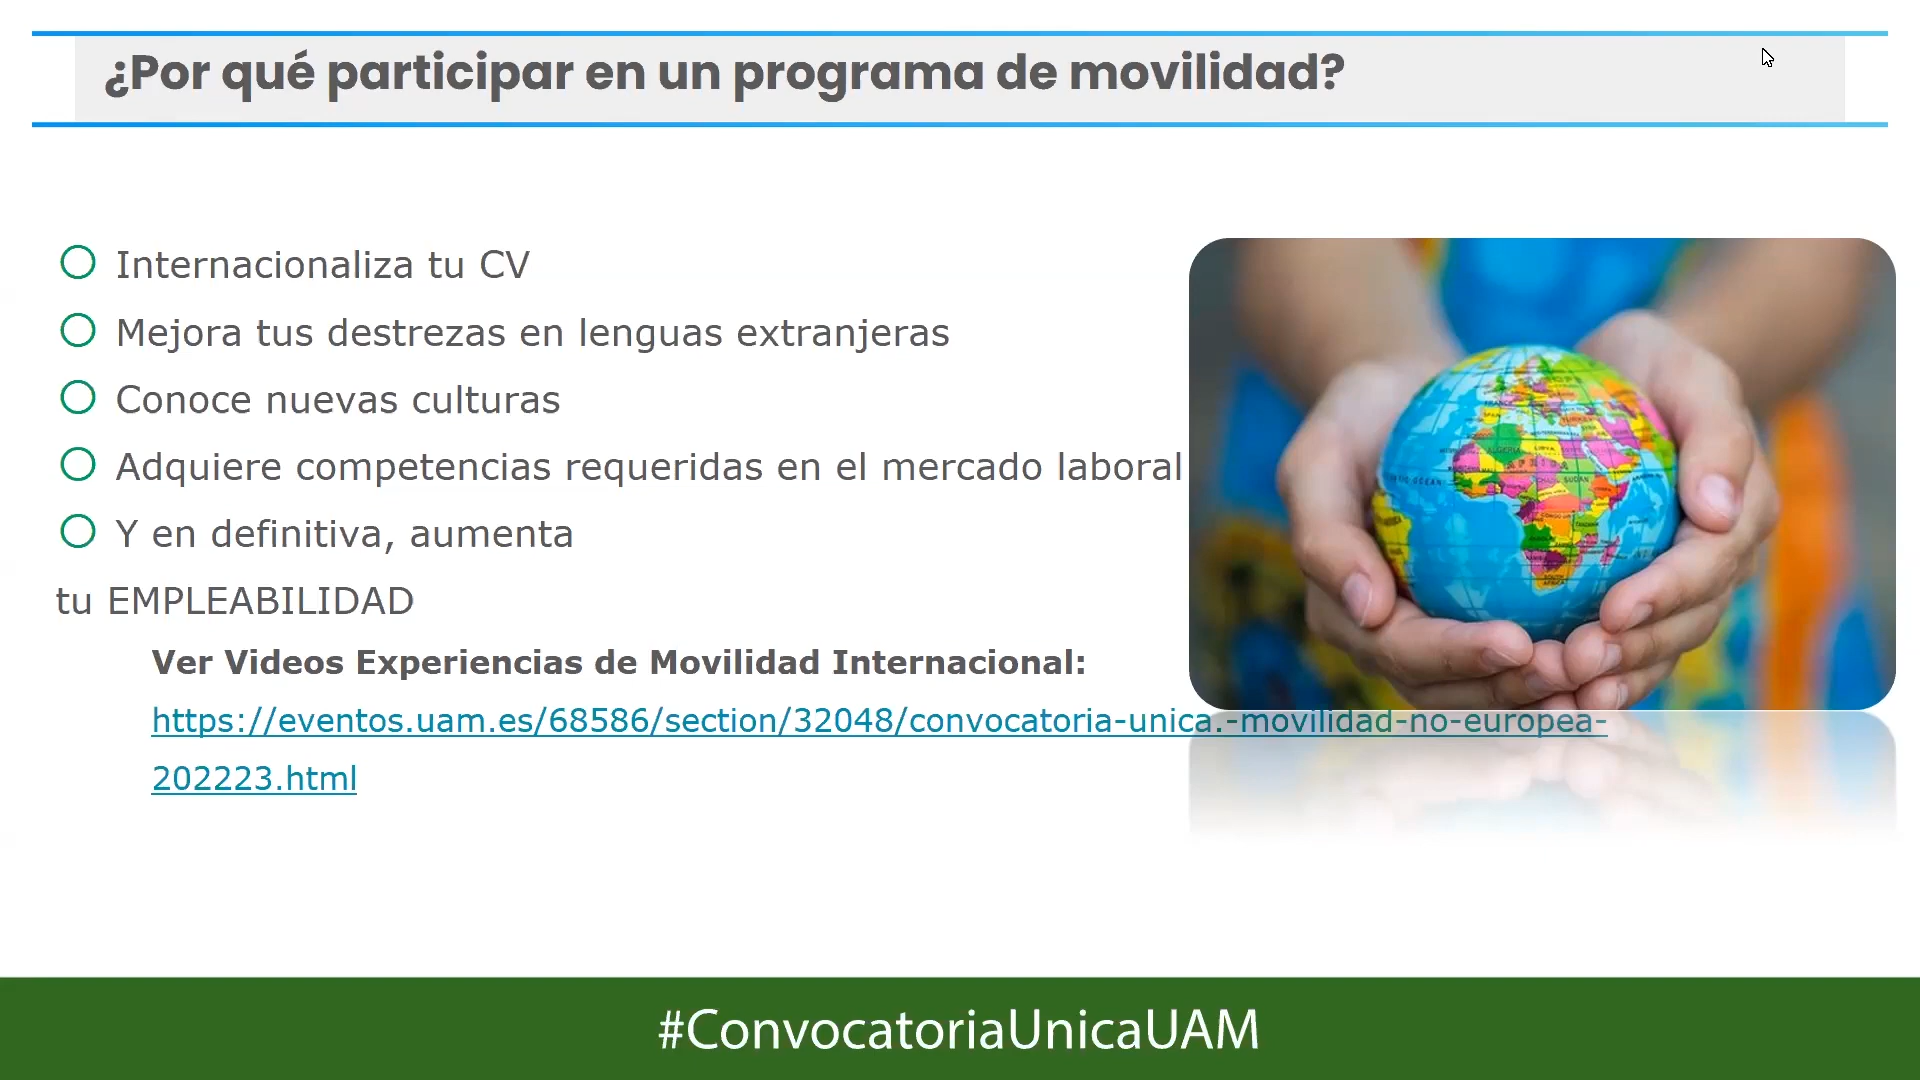 ¿Por qué participar en un programa de movilidad?
Internacionaliza tu CV
Mejora tus destrezas en lenguas extranjeras
Conoce nuevas culturas
Adquiere competencias requeridas en el mercado laboral
Y en definitiva, aumenta
tu EMPLEABILIDAD
Ver Videos Experiencias de Movilidad Internacional:
https://eventos.uam.es/68586/section/32048/convocatoria-unica.-movilidad-no-europea-
202223.html
#ConvocatoriaUnicaUAM